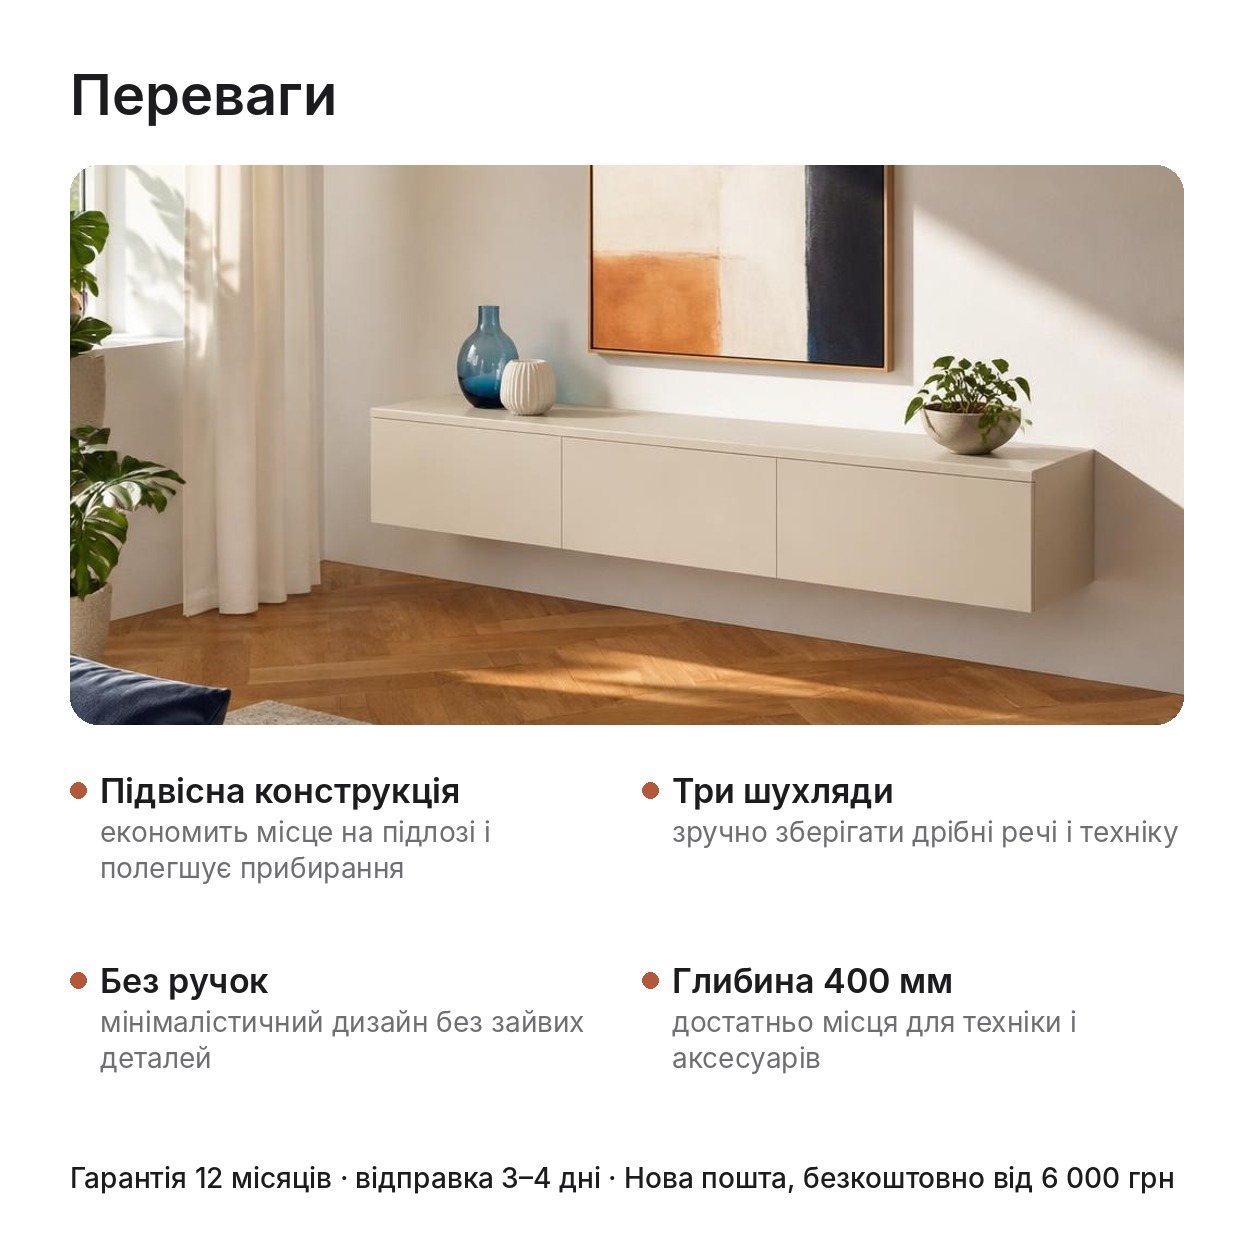 Переваги
Підвісна конструкція
економить місце на підлозі і
полегшує прибирання
Три шухляди
зручно зберігати дрібні речі і техніку
Без ручок
мінімалістичний дизайн без зайвих
деталей
Глибина 400 мм
достатньо місця для техніки і
аксесуарів
Гарантія 12 місяців · відправка 3–4 дні · Нова пошта, безкоштовно від 6 000 грн